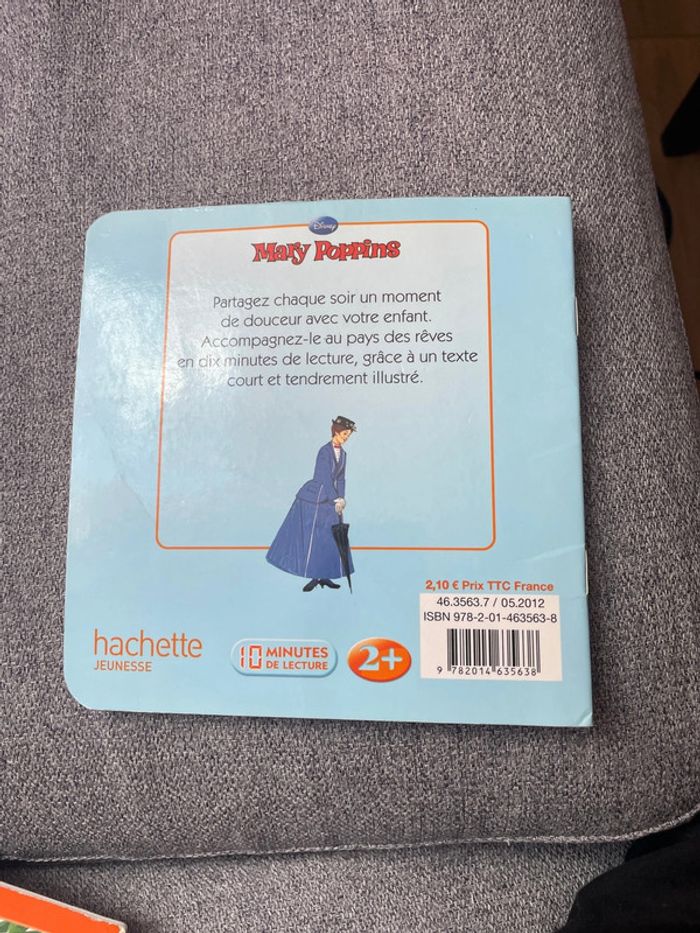 Disney
Mary Poppins
Partagez chaque soir un moment
de douceur avec votre enfant.
Accompagnez-le au pays des rêves
en dix minutes de lecture, grâce à un texte
court et tendrement illustré.
2,10 € Prix TTC France
46.3563.7 / 05.2012
ISBN 978-2-01-463563-8
9 782014 635638
hachette
JEUNESSE
10 MINUTES
DE LECTURE
2+